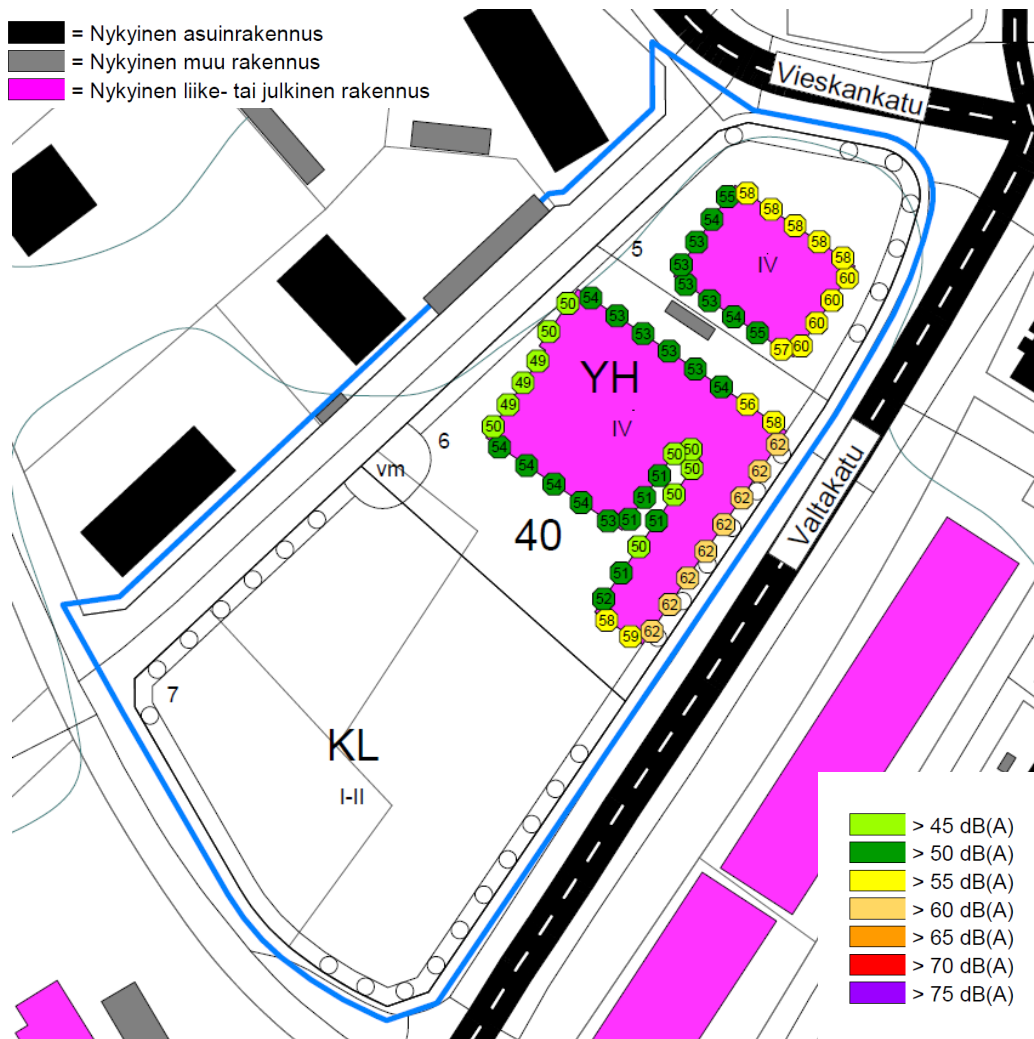 = Nykyinen asuinrakennus
= Nykyinen muu rakennus
= Nykyinen liike- tai julkinen rakennus
Vieskankatu
55 58 58 58 58 58 60 60 60 60 57
54 53 53 53 53 54 55
IV
5
50 54 53 53 53 53 54 56 58
50 49 49 49 50
YH
IV
6
vm
54 54 54 54 53 51 51 51 50 50 50 50 51 50 51 52 58 59
62 62 62 62 62 62 62 62
40
Valtakatu
7
KL
I-II
> 45 dB(A)
> 50 dB(A)
> 55 dB(A)
> 60 dB(A)
> 65 dB(A)
> 70 dB(A)
> 75 dB(A)